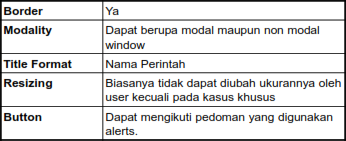 Border Ya
Modality Dapat berupa modal maupun non modal
window
Title Format Nama Perintah
Resizing Biasanya tidak dapat diubah ukurannya oleh
user kecuali pada kasus khusus
Button Dapat mengikuti pedoman yang digunakan
alerts.